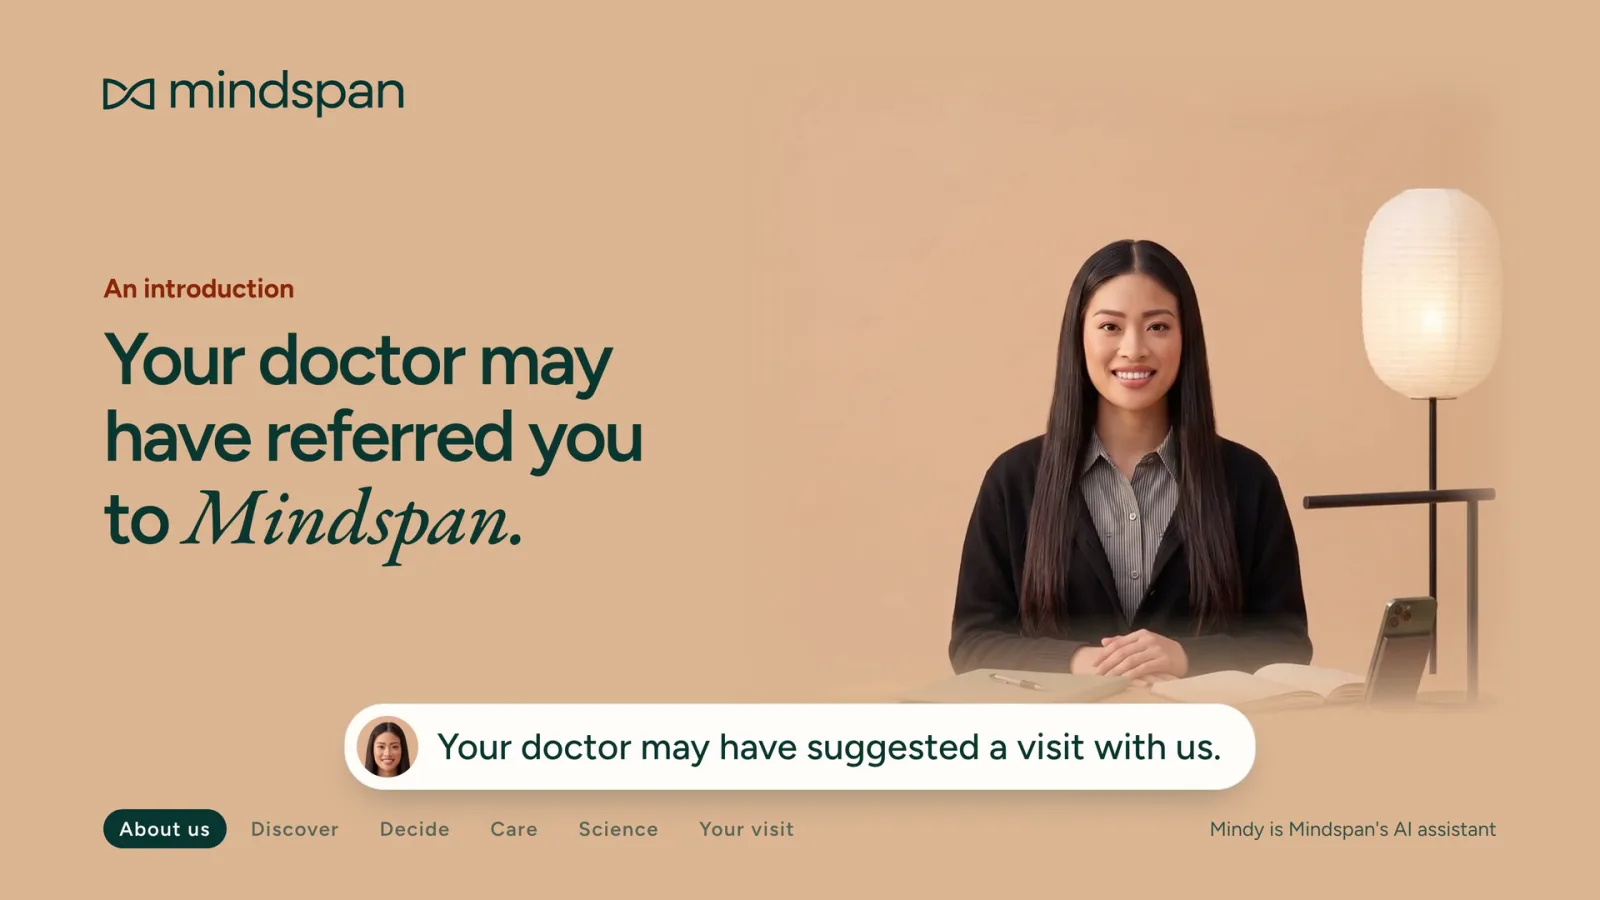 mindspan
An introduction
Your doctor may
have referred you
to Mindspan.
Your doctor may have suggested a visit with us.
About us
Discover
Decide
Care
Science
Your visit
Mindy is Mindspan's AI assistant